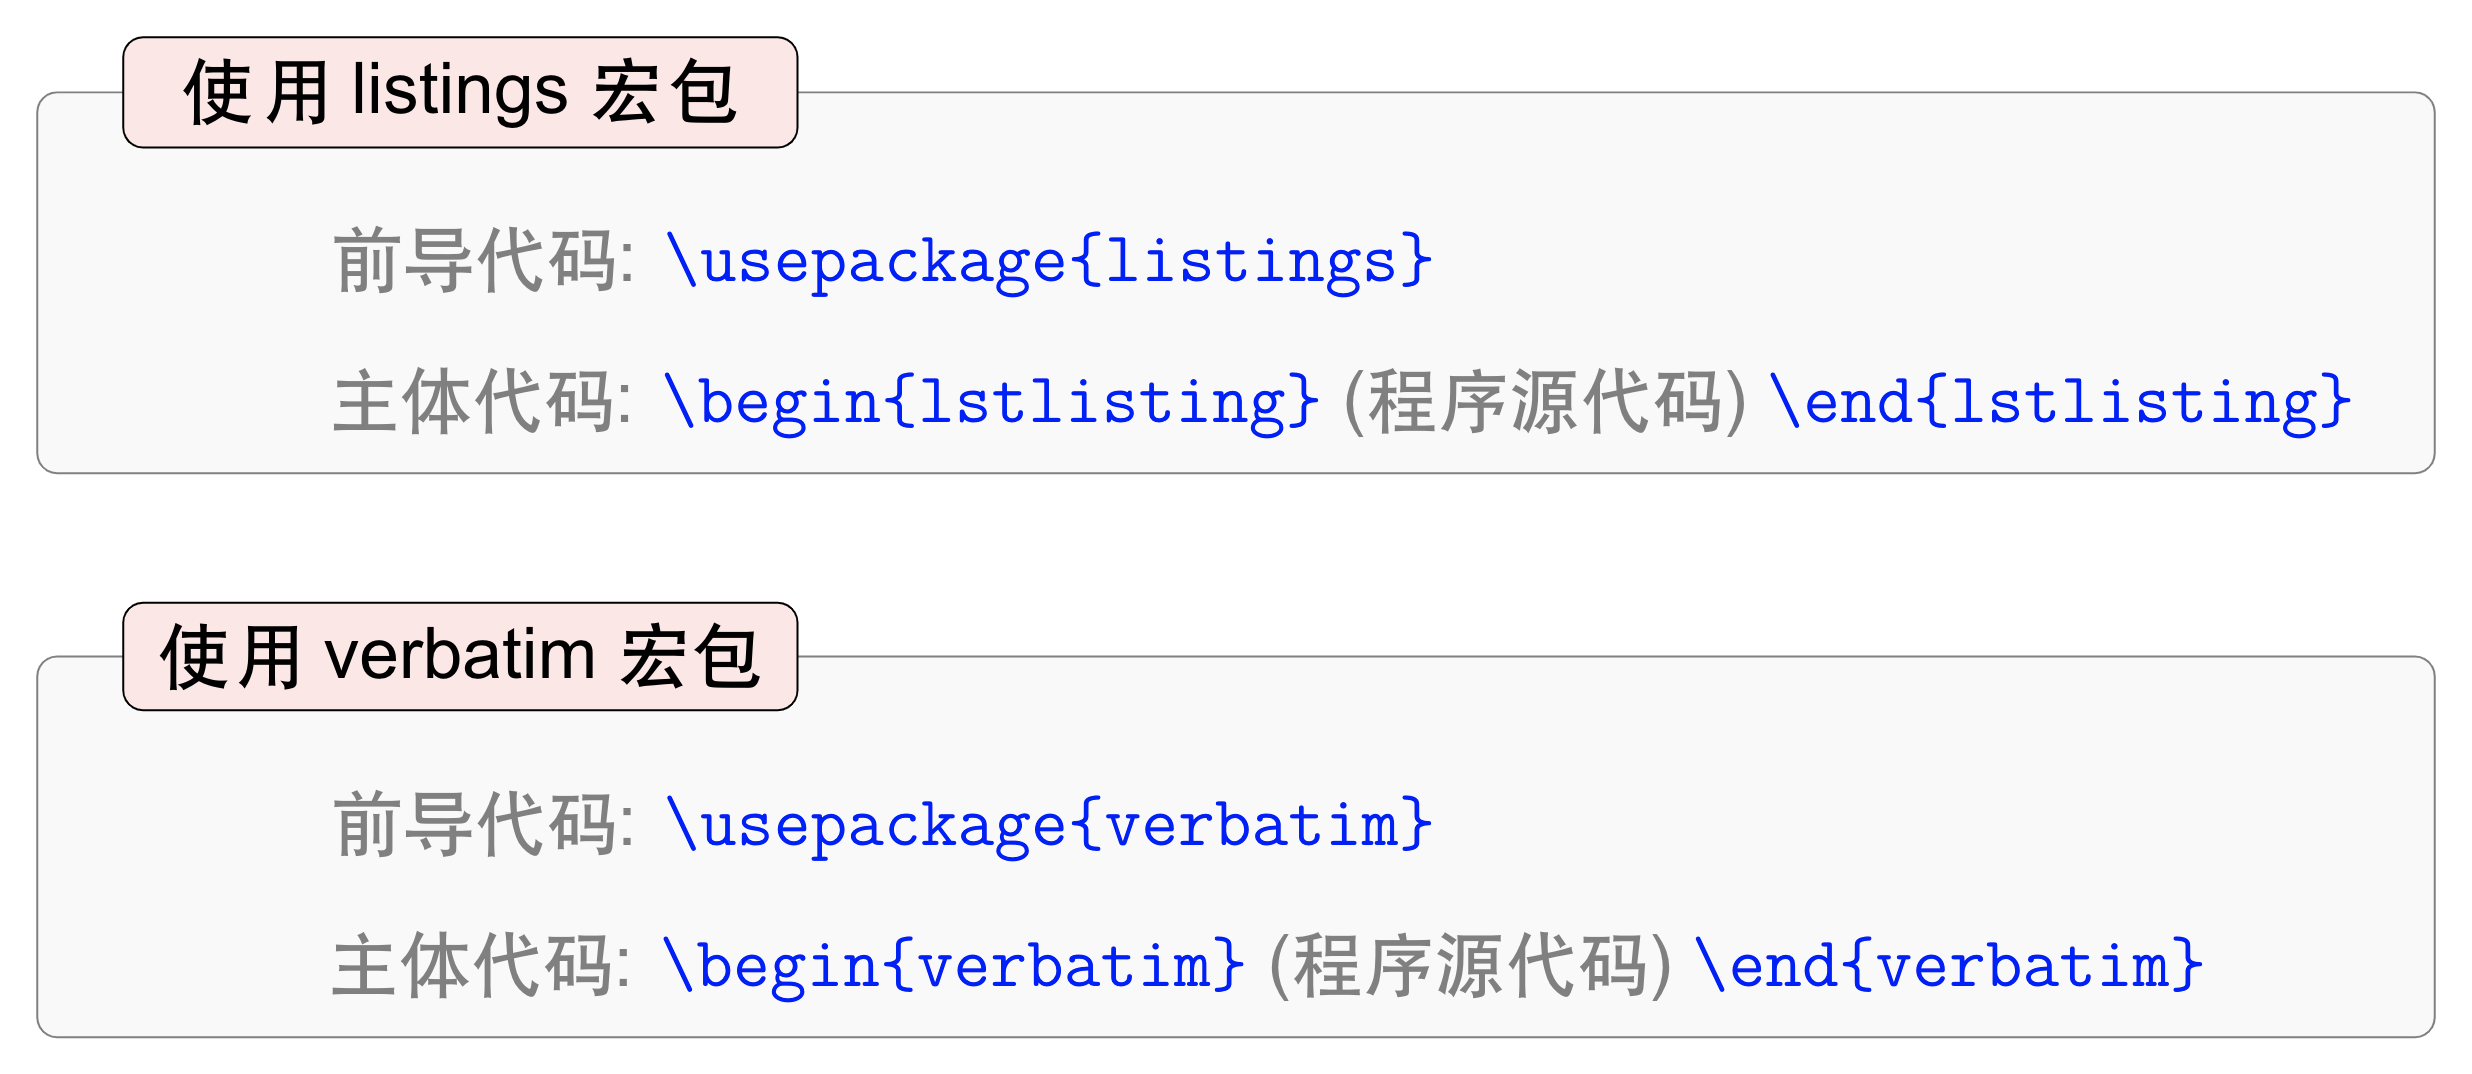 使用 listings 宏包
前导代码: \usepackage{listings}
主体代码: \begin{lstlisting} (程序源代码) \end{lstlisting}
使用 verbatim 宏包
前导代码: \usepackage{verbatim}
主体代码: \begin{verbatim} (程序源代码) \end{verbatim}